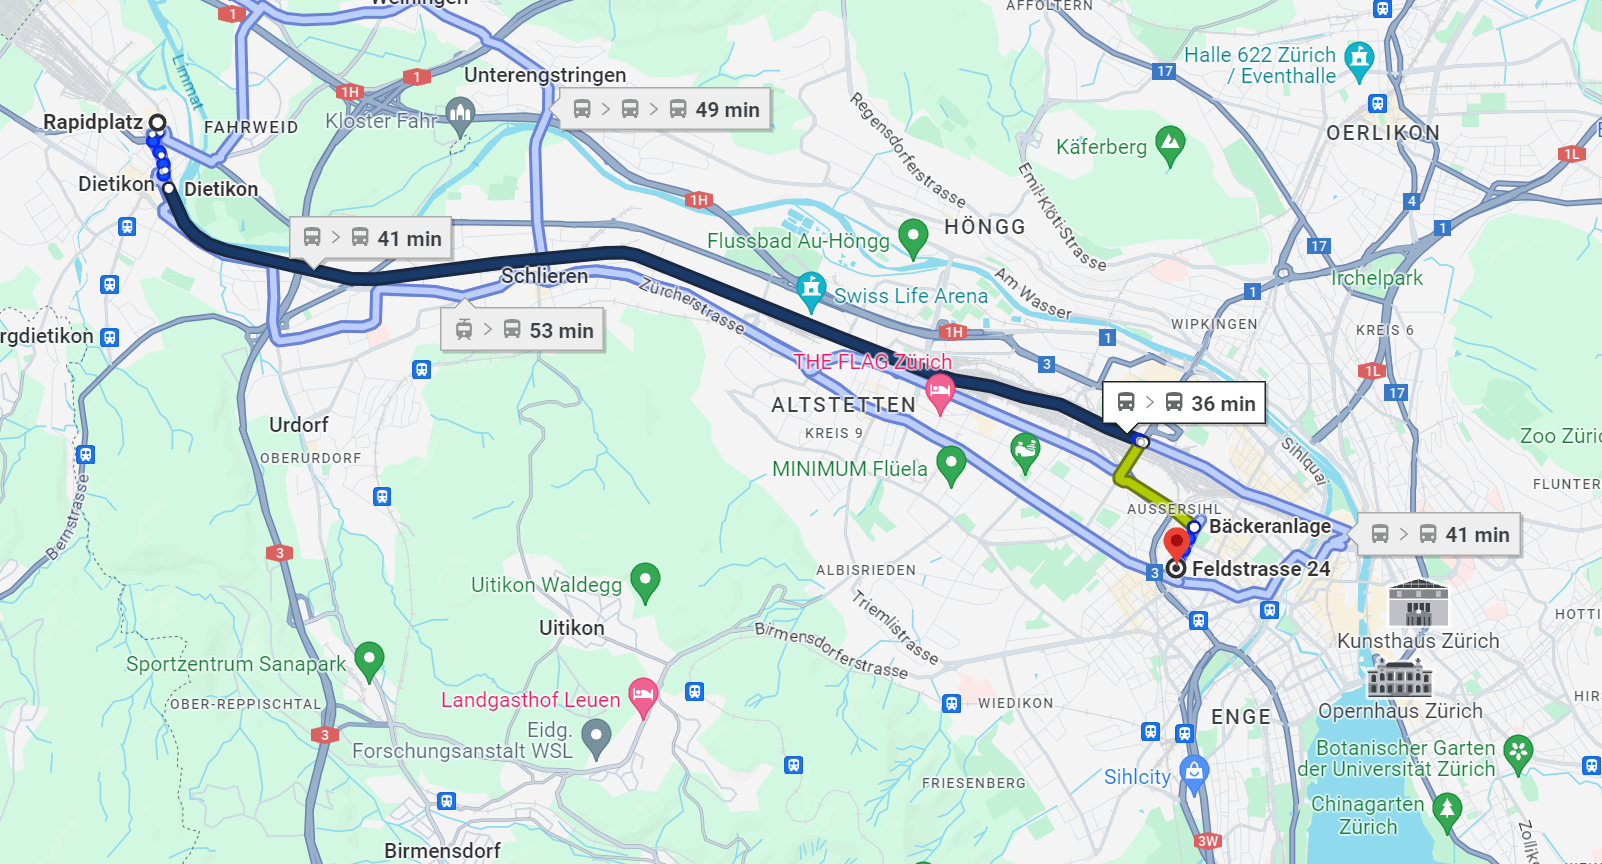 Weiningen
AFFOLTERN
1
Limmat
Unterengstringen
1
1H
Halle 622 Zürich
/ Eventhalle
17
49 min
Rapidplatz
FAHRWEID
Kloster Fahr
Regensdorferstrasse
OERLIKON
Käferberg
1L
Emil-Klöti-Strasse
Dietikon
Dietikon
1H
4
HÖNGG
1
17
41 min
Flussbad Au-Höngg
Schlieren
Am Wasser
Irchelpark
1
Zürcherstrasse
Swiss Life Arena
WIPKINGEN
KREIS 6
rgdietikon
53 min
1H
1
3
THE FLAG Zürich
1L
17
ALTSTETTEN
36 min
KREIS 9
Urdorf
OBERURDORF
Zoo Züric
Sihlquai
MINIMUM Flüela
FLUNTER
Bernstrasse
AUSSERSIHL
Bäckeranlage
41 min
3
3
Feldstrasse 24
ALBISRIEDEN
Uitikon Waldegg
Triemlistrasse
Uitikon
Birmensdorferstrasse
HOTTI
Kunsthaus Zürich
Sportzentrum Sanapark
Landgasthof Leuen
OBER-REPPISCHTAL
WIEDIKON
ENGE
HIRS
Opernhaus Zürich
3
Eidg.
Forschungsanstalt WSL
Botanischer Garten
der Universität Zürich
Sihlcity
FRIESENBERG
Chinagarten
Zürich
Zollik
3W
Birmensdorf